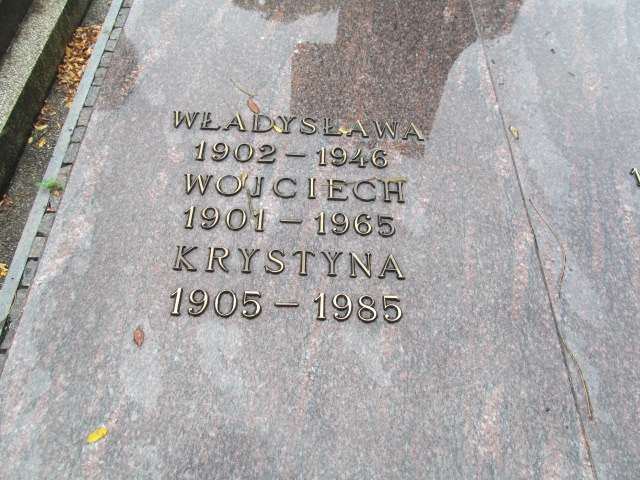 WŁADYSŁAWA
1902 – 1946
WOJCIECH
1901 – 1965
KRYSTYNA
1905 – 1985